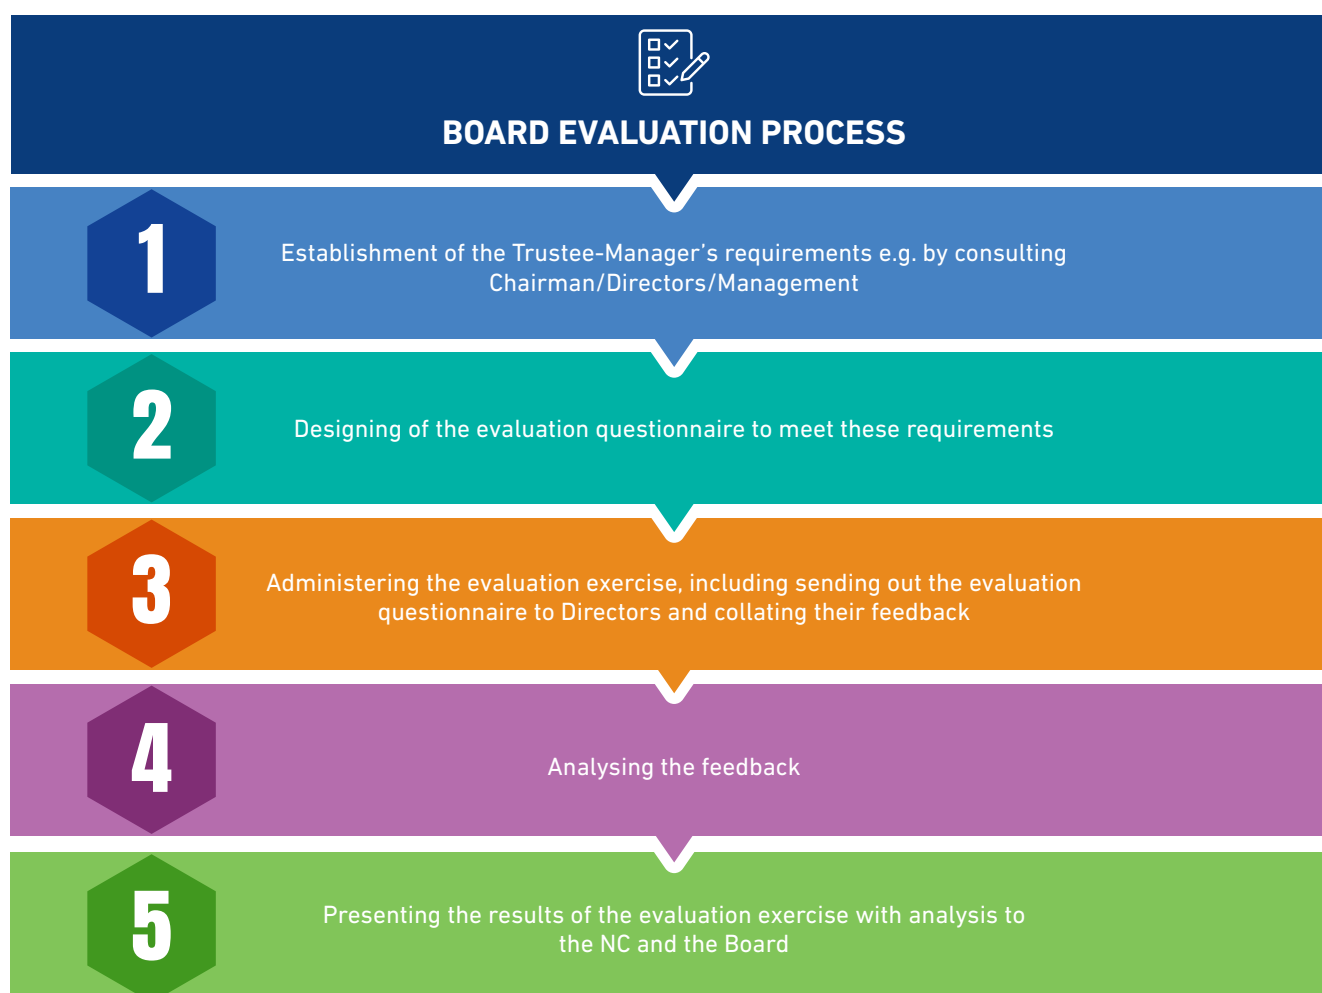 BOARD EVALUATION PROCESS
1
Establishment of the Trustee-Manager’s requirements e.g. by consulting
Chairman/Directors/Management
2
Designing of the evaluation questionnaire to meet these requirements
3
Administering the evaluation exercise, including sending out the evaluation
questionnaire to Directors and collating their feedback
4
Analysing the feedback
5
Presenting the results of the evaluation exercise with analysis to
the NC and the Board